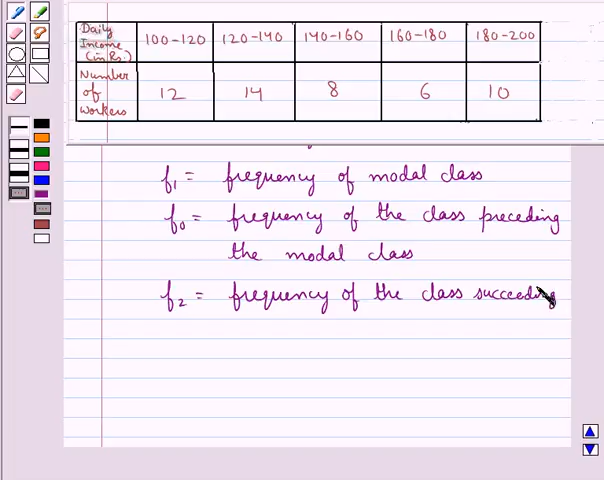 Daily Income (in Rs.) 100-120 120-140 140-160 160-180 180-200
Number of workers 12 14 8 6 10
f1 = frequency of modal class
f0 = frequency of the class preceding
the modal class
f2 = frequency of the class succeeding